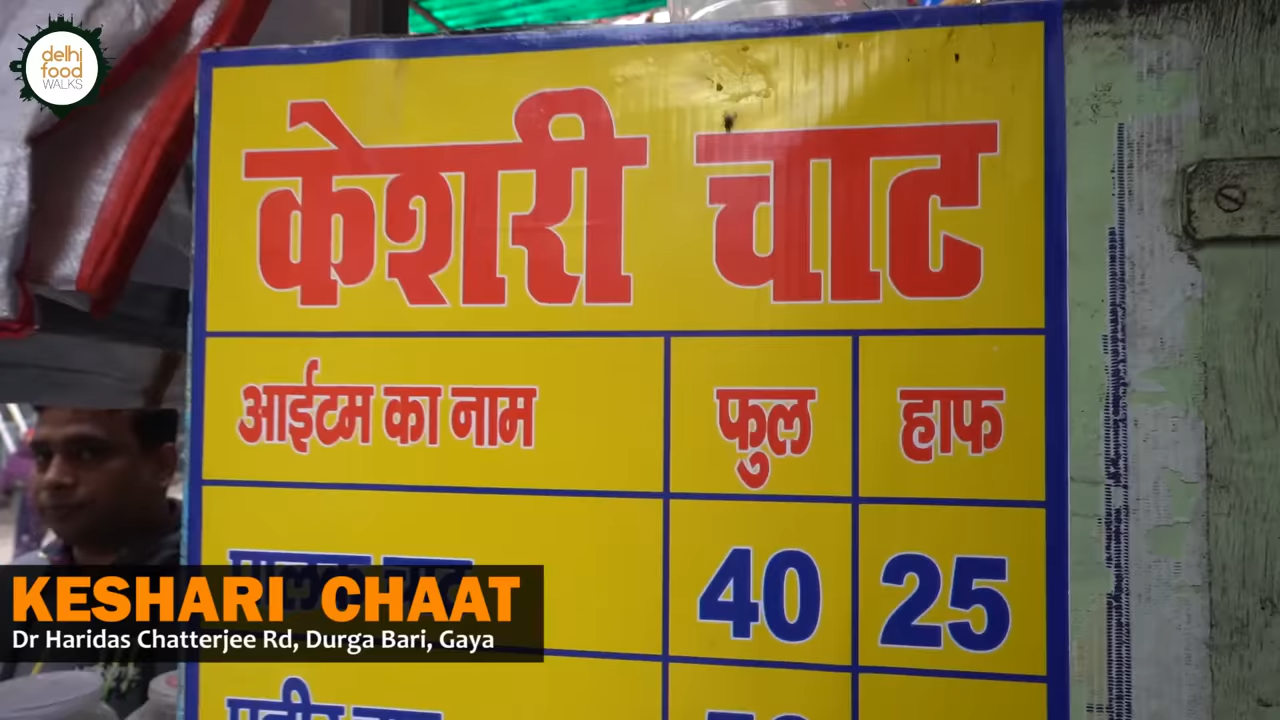 delhi
food
WALKS
केशरी चाट
आईटम का नाम फुल हाफ
40 25
KESHARI CHAAT
Dr Haridas Chatterjee Rd, Durga Bari, Gaya